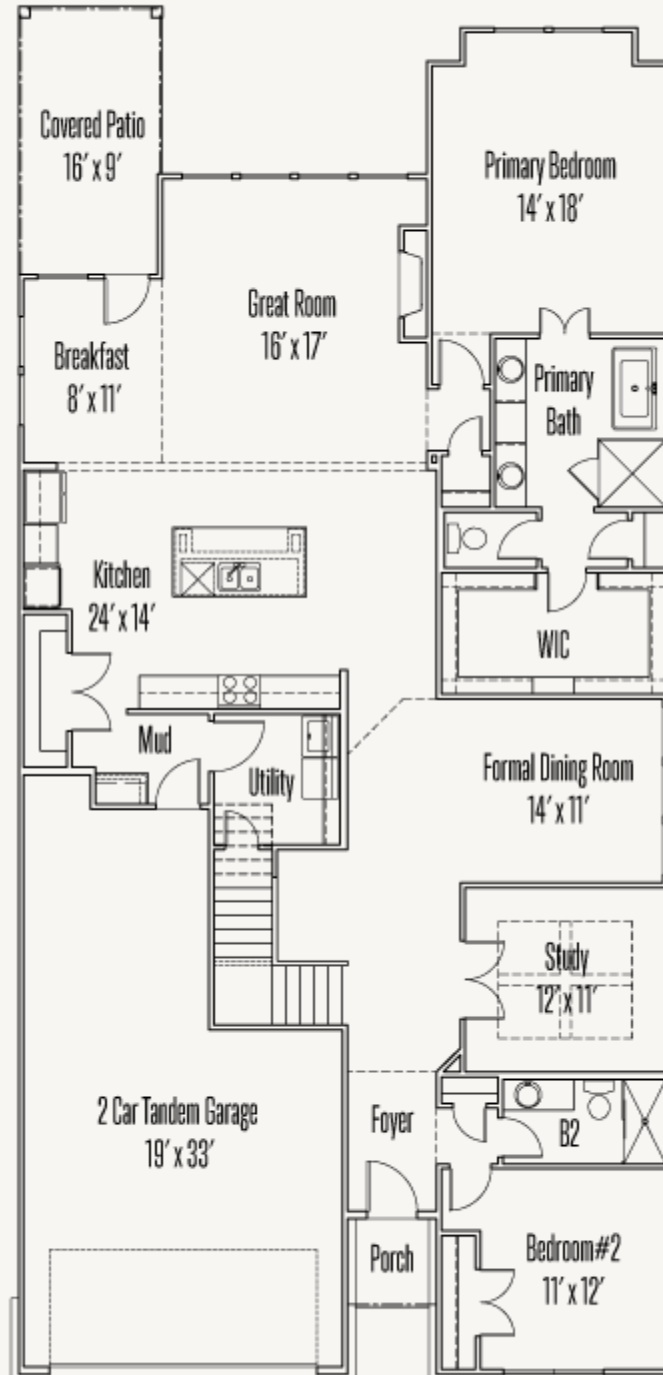 Covered Patio
16' x 9'
Primary Bedroom
14' x 18'
Great Room
16' x 17'
Breakfast
8' x 11'
Primary
Bath
Kitchen
24' x 14'
WIC
Mud
Utility
Formal Dining Room
14' x 11'
Study
12' x 11'
2 Car Tandem Garage
19' x 33'
Foyer
B2
Porch
Bedroom#2
11' x 12'